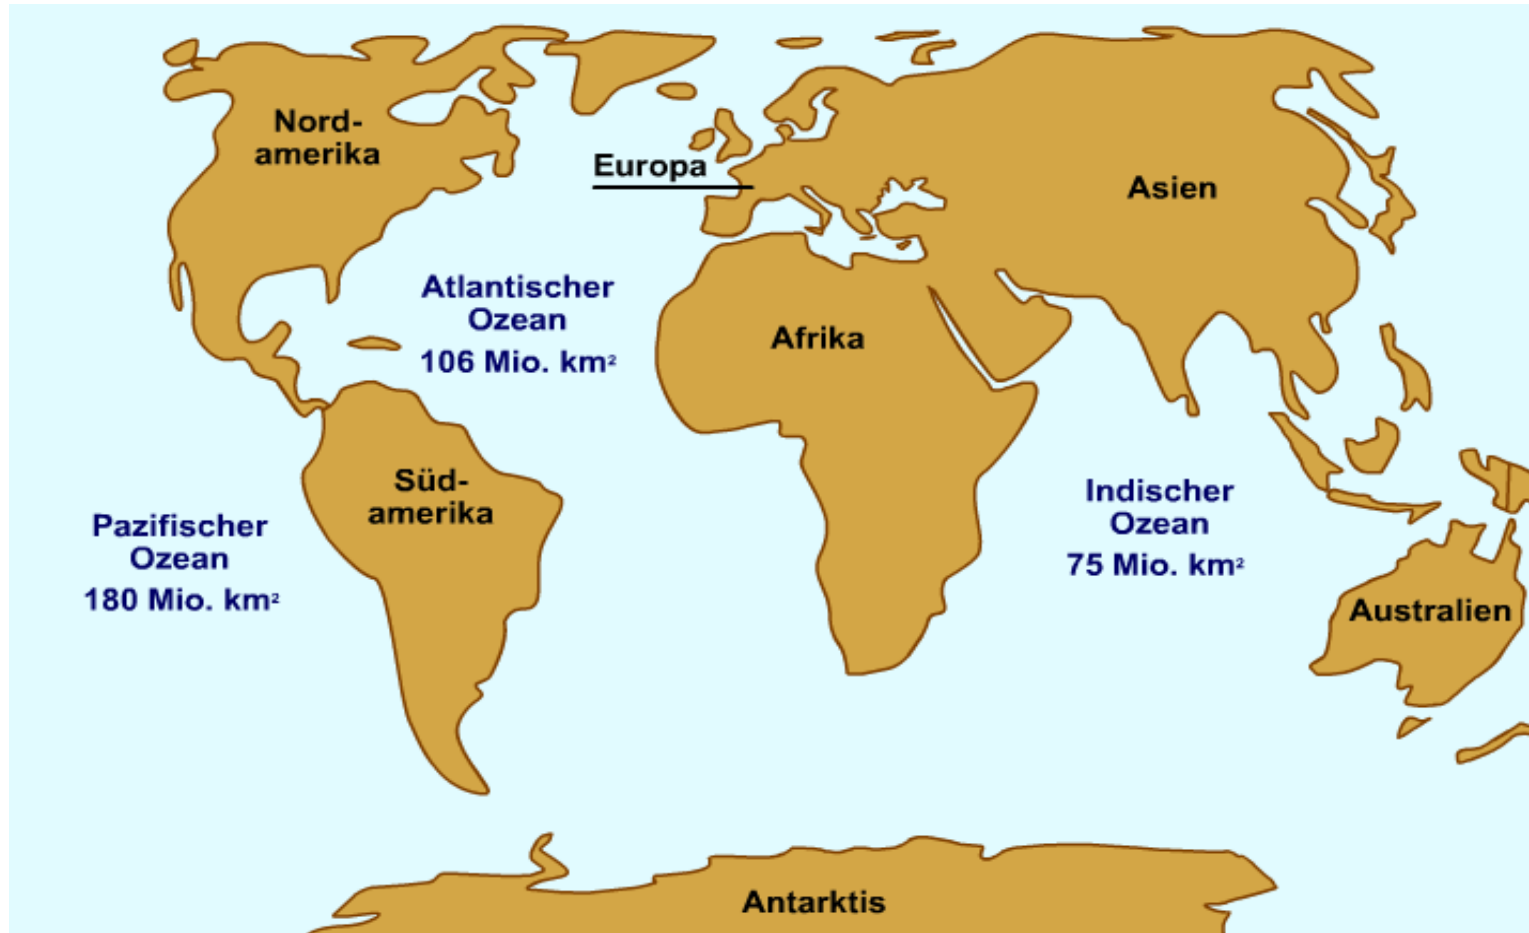 Nord-
amerika
Europa
Asien
Atlantischer
Ozean
106 Mio. km²
Afrika
Süd-
amerika
Pazifischer
Ozean
180 Mio. km²
Indischer
Ozean
75 Mio. km²
Australien
Antarktis